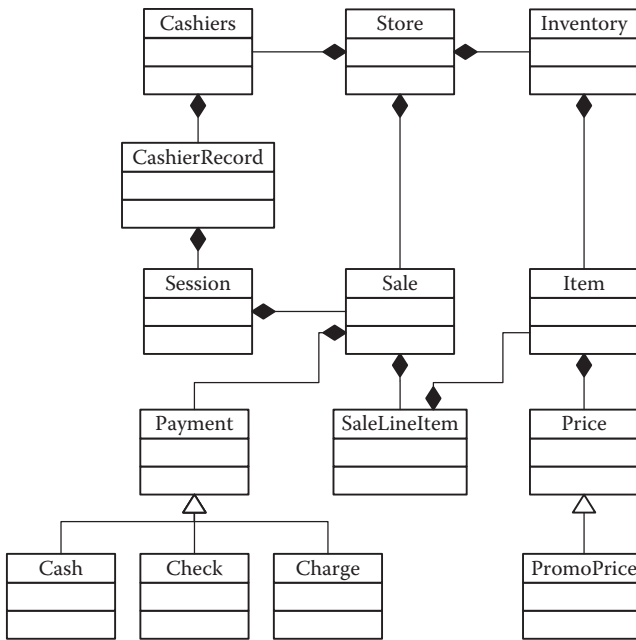 Cashiers
Store
Inventory
CashierRecord
Session
Sale
Item
Payment
SaleLineItem
Price
Cash
Check
Charge
PromoPrice